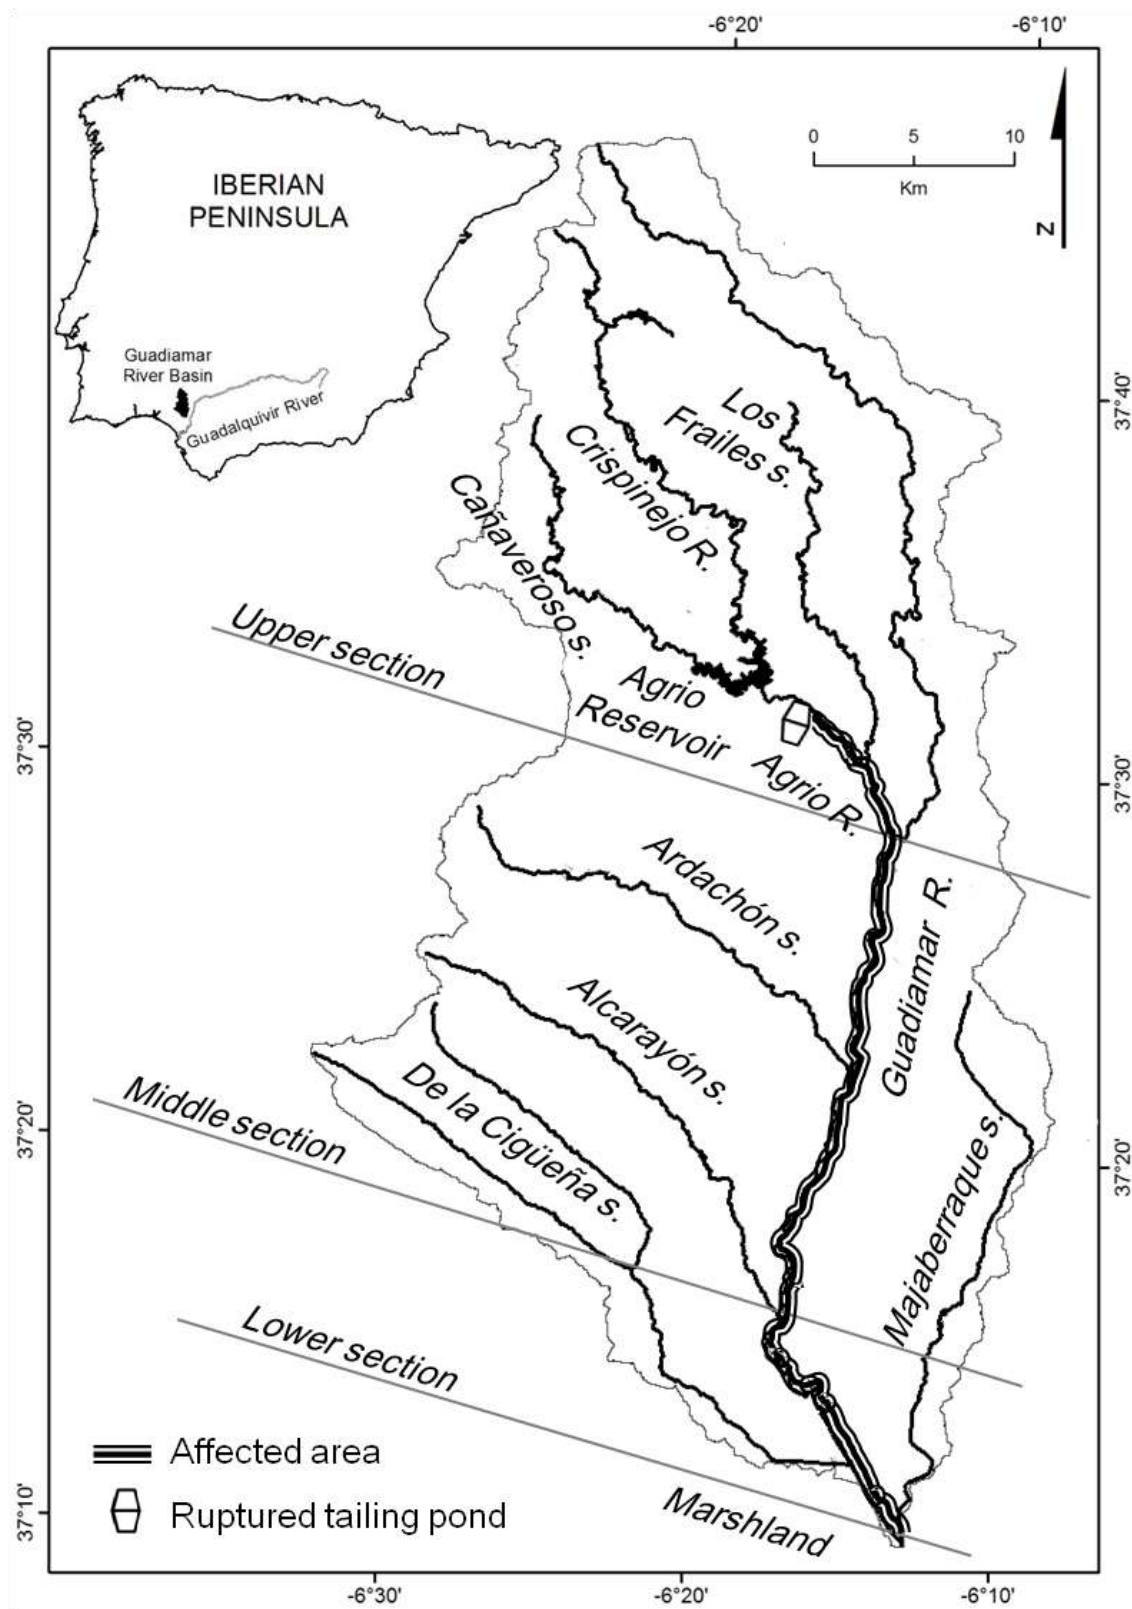 -6°20'
-6°10'
0
5
10
Km
N
IBERIAN
PENINSULA
Guadiamar
River Basin
Guadalquivir River
37°40'
Los
Frailes s.
Crispinejo R.
Cañaveroso s.
Upper section
Agrio
Reservoir
Agrio R.
37°30'
37°30'
Ardachón s.
Guadiamar R.
Alcarayón s.
De la Cigüeña s.
Middle section
37°20'
37°20'
Majaberraque s.
Lower section
Affected area
Ruptured tailing pond
Marshland
37°10'
-6°30'
-6°20'
-6°10'